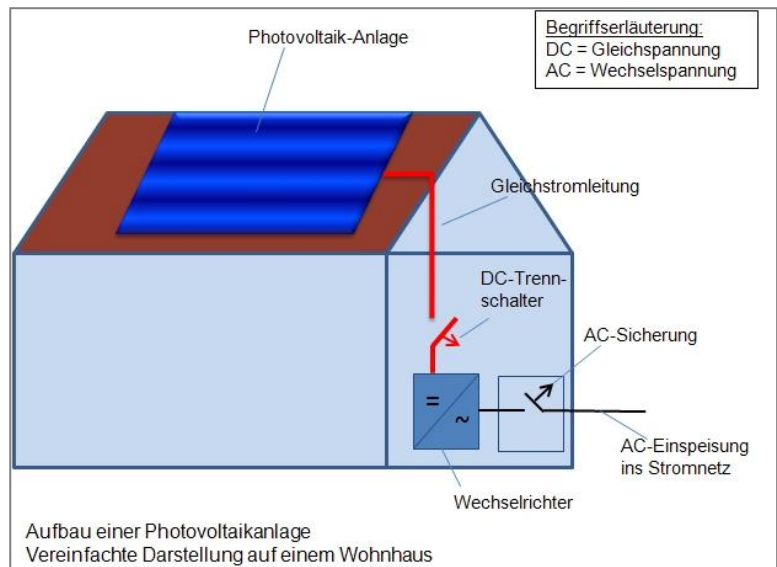 Photovoltaik-Anlage
Begriffserläuterung:
DC = Gleichspannung
AC = Wechselspannung
Gleichstromleitung
DC-Trenn-
schalter
AC-Sicherung
=
~
AC-Einspeisung
ins Stromnetz
Wechselrichter
Aufbau einer Photovoltaikanlage
Vereinfachte Darstellung auf einem Wohnhaus